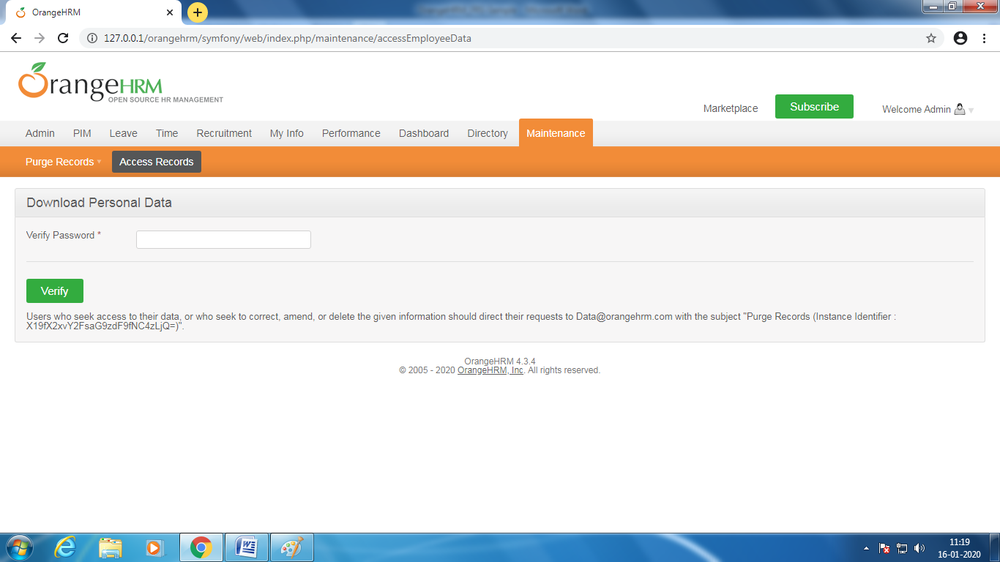 OrangeHRM
127.0.0.1/orangehrm/symfony/web/index.php/maintenance/accessEmployeeData
OrangeHRM
OPEN SOURCE HR MANAGEMENT
Marketplace Subscribe Welcome Admin
Admin PIM Leave Time Recruitment My Info Performance Dashboard Directory Maintenance
Purge Records Access Records
Download Personal Data
Verify Password *
Verify
Users who seek access to their data, or who seek to correct, amend, or delete the given information should direct their requests to Data@orangehrm.com with the subject "Purge Records (Instance Identifier :
X19fX2xvY2FsaG9zdF9fNC4zLjQ=)".
OrangeHRM 4.3.4
© 2005 - 2020 OrangeHRM, Inc. All rights reserved.
11:19
16-01-2020